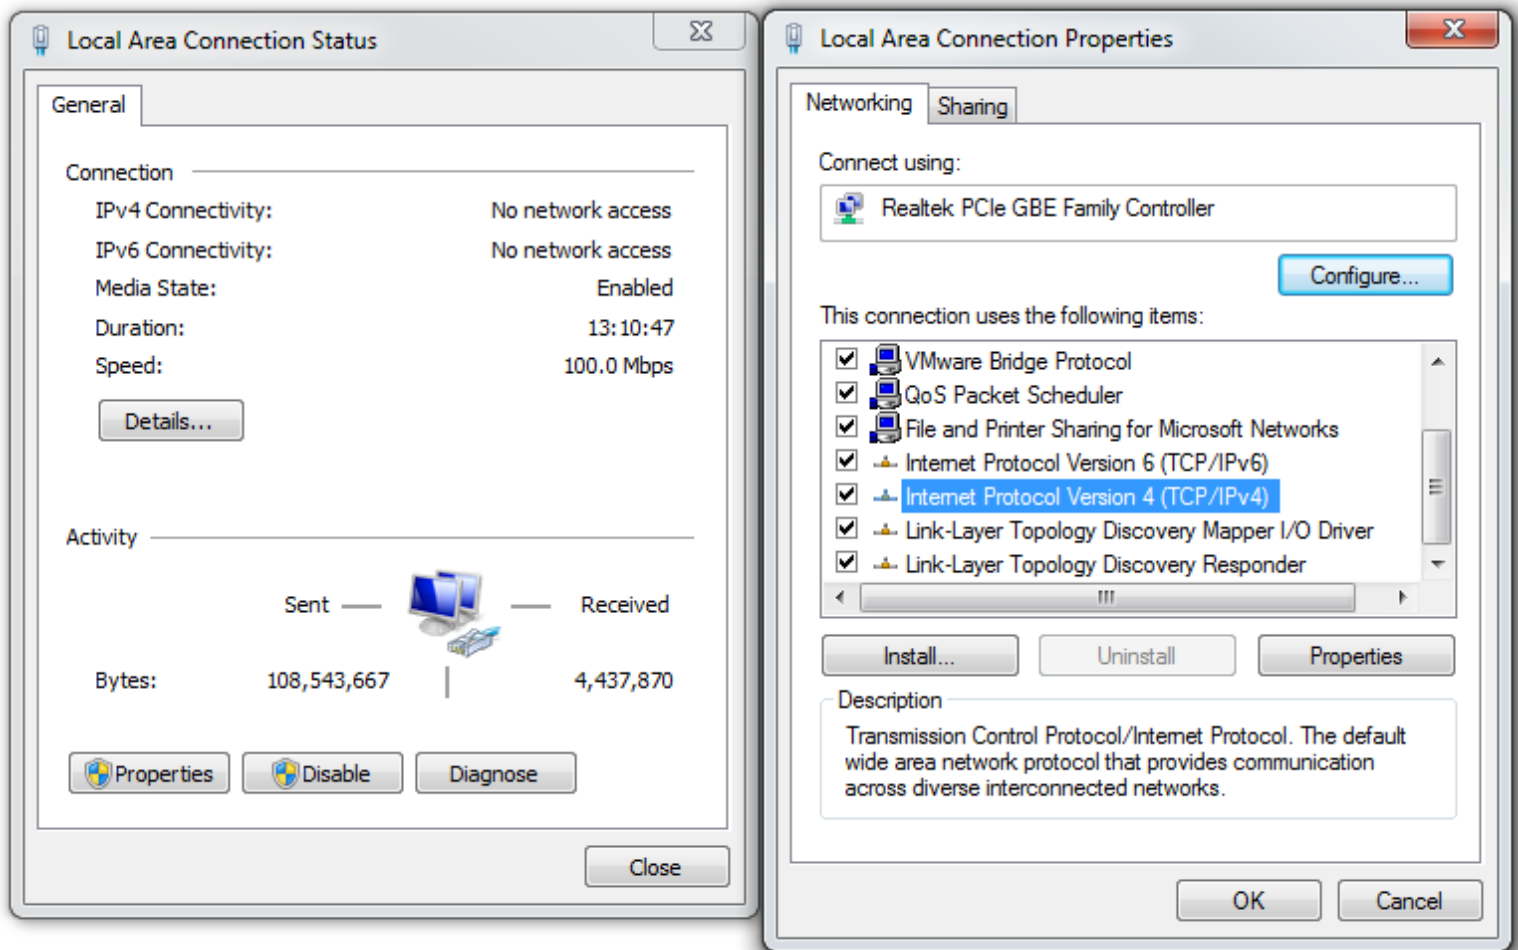 Local Area Connection Status
General
Connection
IPv4 Connectivity: No network access
IPv6 Connectivity: No network access
Media State: Enabled
Duration: 13:10:47
Speed: 100.0 Mbps
Details...
Activity
Sent Received
Bytes: 108,543,667 4,437,870
Properties Disable Diagnose
Close
Local Area Connection Properties
Networking Sharing
Connect using:
Realtek PCIe GBE Family Controller
Configure...
This connection uses the following items:
VMware Bridge Protocol
QoS Packet Scheduler
File and Printer Sharing for Microsoft Networks
Internet Protocol Version 6 (TCP/IPv6)
Internet Protocol Version 4 (TCP/IPv4)
Link-Layer Topology Discovery Mapper I/O Driver
Link-Layer Topology Discovery Responder
Install... Uninstall Properties
Description
Transmission Control Protocol/Internet Protocol. The default
wide area network protocol that provides communication
across diverse interconnected networks.
OK Cancel